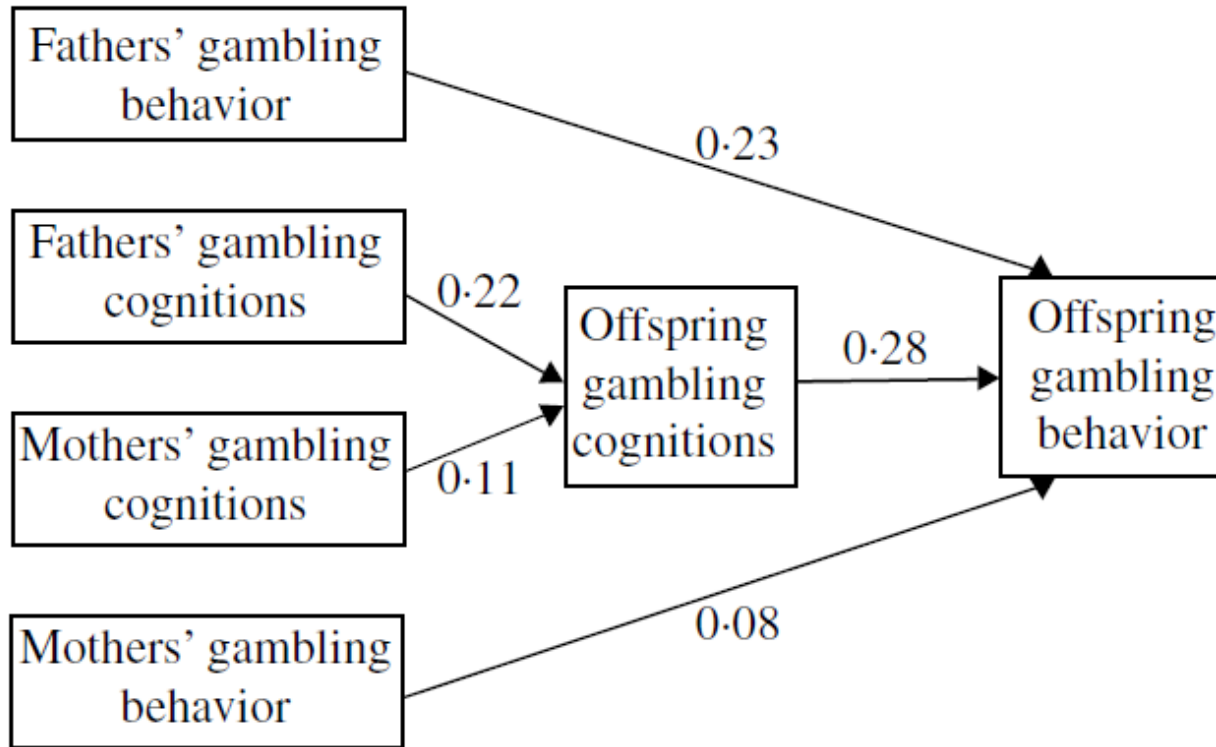 Fathers’ gambling
behavior
0·23
Fathers’ gambling
cognitions
0·22
Offspring
gambling
cognitions
0·28
Offspring
gambling
behavior
Mothers’ gambling
cognitions
0·11
Mothers’ gambling
behavior
0·08